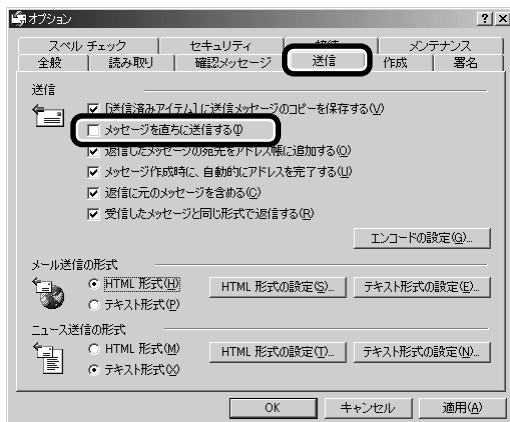 オプション
スペル チェック セキュリティ 接続 メンテナンス
全般 読み取り 確認メッセージ 送信 作成 署名
送信
[送信済みアイテム]に送信メッセージのコピーを保存する(V)
メッセージを直ちに送信する(I)
返信したメッセージの宛先をアドレス帳に追加する(O)
メッセージ作成時に、自動的にアドレスを完了する(U)
返信に元のメッセージを含める(C)
受信したメッセージと同じ形式で返信する(R)
エンコードの設定(G)...
メール送信の形式
HTML 形式(H) HTML 形式の設定(S)... テキスト形式の設定(E)...
テキスト形式(P)
ニュース送信の形式
HTML 形式(M) HTML 形式の設定(T)... テキスト形式の設定(N)...
テキスト形式(X)
OK キャンセル 適用(A)